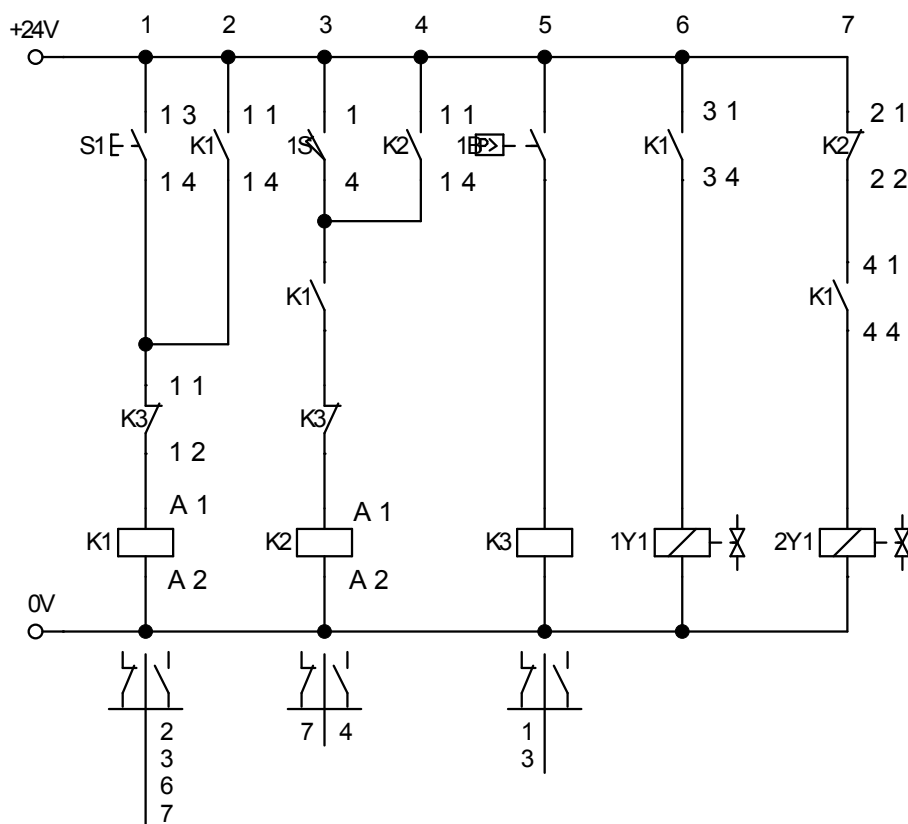 1 2 3 4 5 6 7
+24V
1 3 1 1 1 1 1 3 1 2 1
S1 K1 1S K2 1B P> K1 K2
1 4 1 4 4 1 4 3 4 2 2
4 1
K1 K1
4 4
1 1
K3 K3
1 2
A 1 A 1
K1 K2 K3 1Y1 2Y1
A 2 A 2
0V
2 7 4 1
3 3
6
7